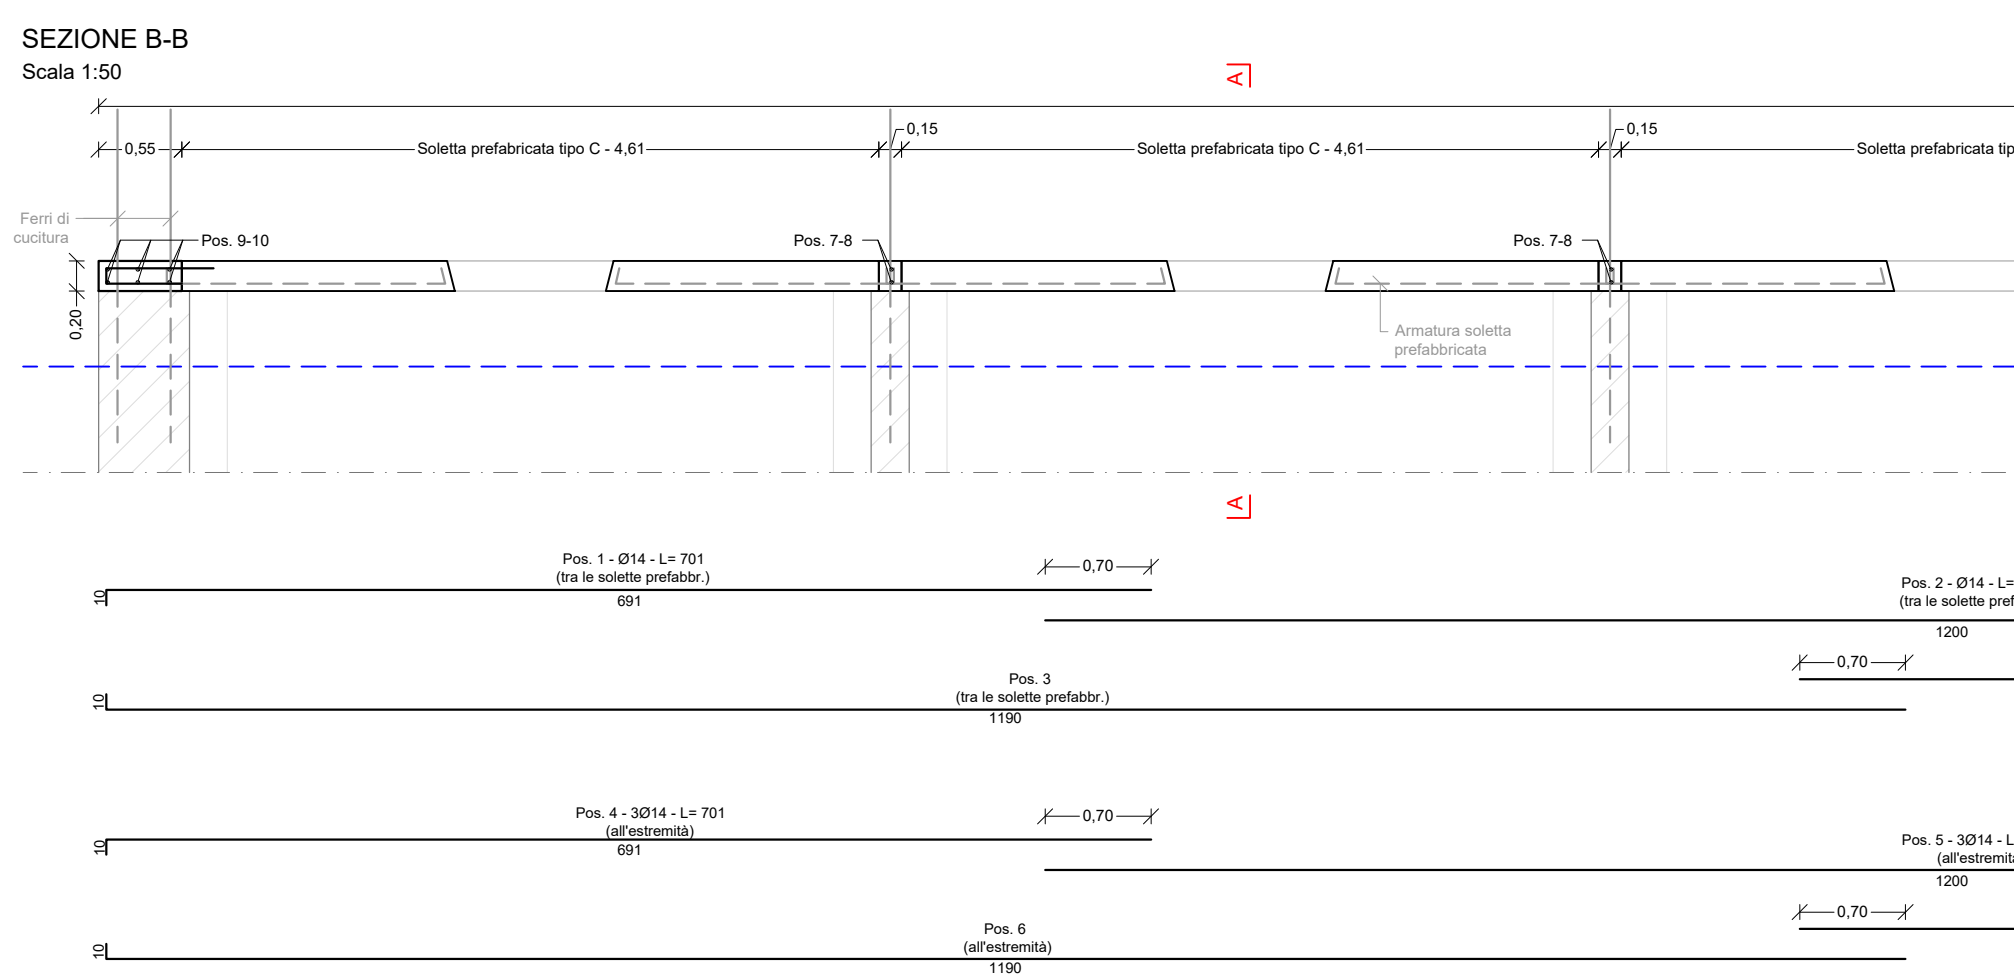 SEZIONE B-B
Scala 1:50
A
0,15
0,15
0,55
Soletta prefabricata tipo C - 4,61
Soletta prefabricata tipo C - 4,61
Soletta prefabricata tip
Ferri di
cucitura
Pos. 9-10
Pos. 7-8
Pos. 7-8
0,20
Armatura soletta
prefabbricata
A
Pos. 1 - Ø14 - L= 701
(tra le solette prefabbr.)
0,70
10
691
Pos. 2 - Ø14 - L=
(tra le solette pref
1200
0,70
Pos. 3
(tra le solette prefabbr.)
10
1190
Pos. 4 - 3Ø14 - L= 701
(all'estremità)
0,70
10
691
Pos. 5 - 3Ø14 - L
(all'estremità
1200
0,70
Pos. 6
(all'estremità)
10
1190